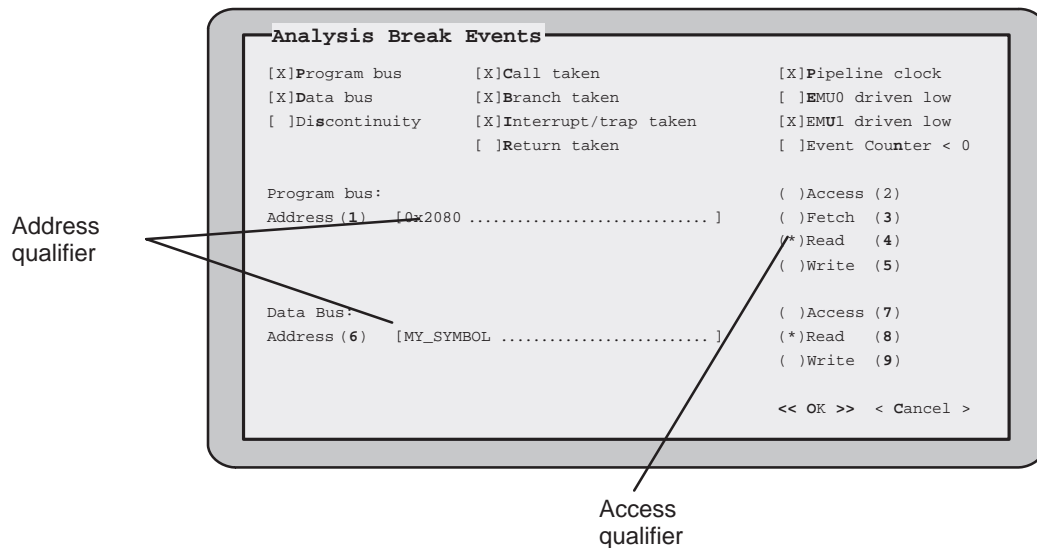 Analysis Break Events
[X]Program bus [X]Call taken [X]Pipeline clock
[X]Data bus [X]Branch taken [ ]EMU0 driven low
[ ]Discontinuity [X]Interrupt/trap taken [X]EMU1 driven low
[ ]Return taken [ ]Event Counter < 0
Program bus: ( )Access (2)
Address (1) [0x2080 .............................. ] ( )Fetch (3)
(*)Read (4)
( )Write (5)
Data Bus: ( )Access (7)
Address (6) [MY_SYMBOL .......................... ] (*)Read (8)
( )Write (9)
<< OK >> < Cancel >
Address
qualifier
Access
qualifier